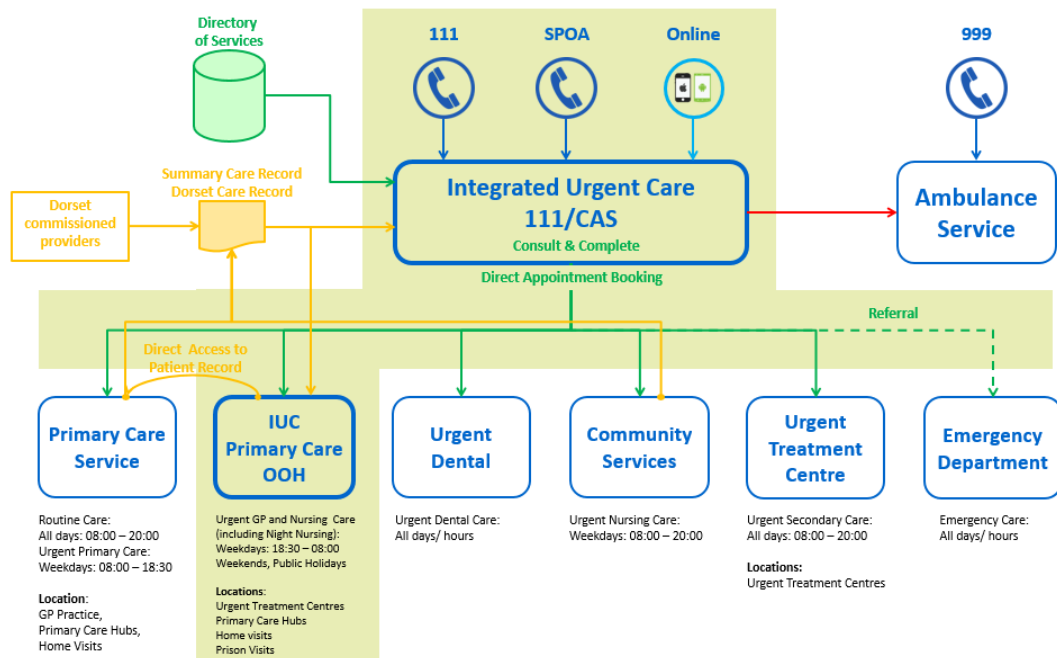 Directory
of Services
111
SPOA
Online
999
Summary Care Record
Dorset Care Record
Dorset
commissioned
providers
Integrated Urgent Care
111/CAS
Consult & Complete
Ambulance
Service
Direct Appointment Booking
Referral
Direct Access to
Patient Record
Primary Care
Service
IUC
Primary Care
OOH
Urgent
Dental
Community
Services
Urgent
Treatment
Centre
Emergency
Department
Routine Care:
All days: 08:00 – 20:00
Urgent Primary Care:
Weekdays: 08:00 – 18:30
Location:
GP Practice,
Primary Care Hubs,
Home Visits
Urgent GP and Nursing Care
(including Night Nursing):
Weekdays: 18:30 – 08:00
Weekends, Public Holidays
Locations:
Urgent Treatment Centres
Primary Care Hubs
Home visits
Prison Visits
Urgent Dental Care:
All days/ hours
Urgent Nursing Care:
Weekdays: 08:00 – 20:00
Urgent Secondary Care:
All days: 08:00 – 20:00
Locations:
Urgent Treatment Centres
Emergency Care:
All days/ hours